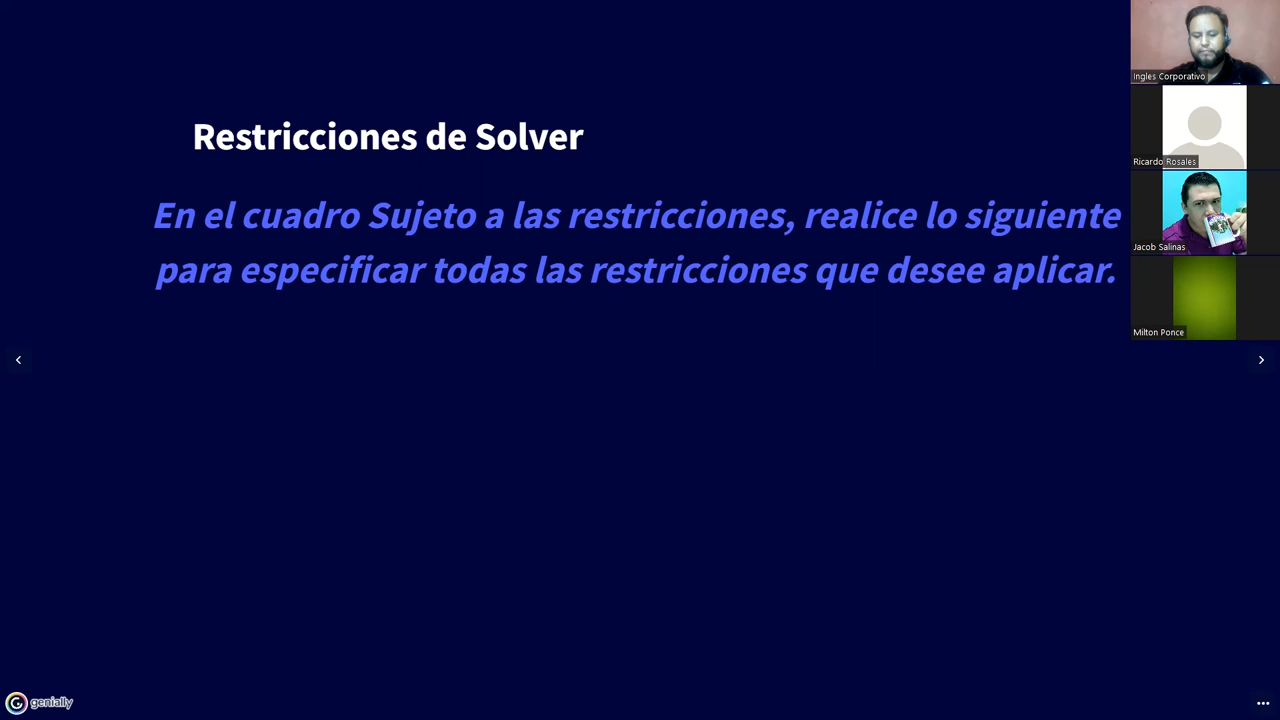 Restricciones de Solver
En el cuadro Sujeto a las restricciones, realice lo siguiente
para especificar todas las restricciones que desee aplicar.
Ingles Corporativo
Ricardo Rosales
Jacob Salinas
Milton Ponce
genially